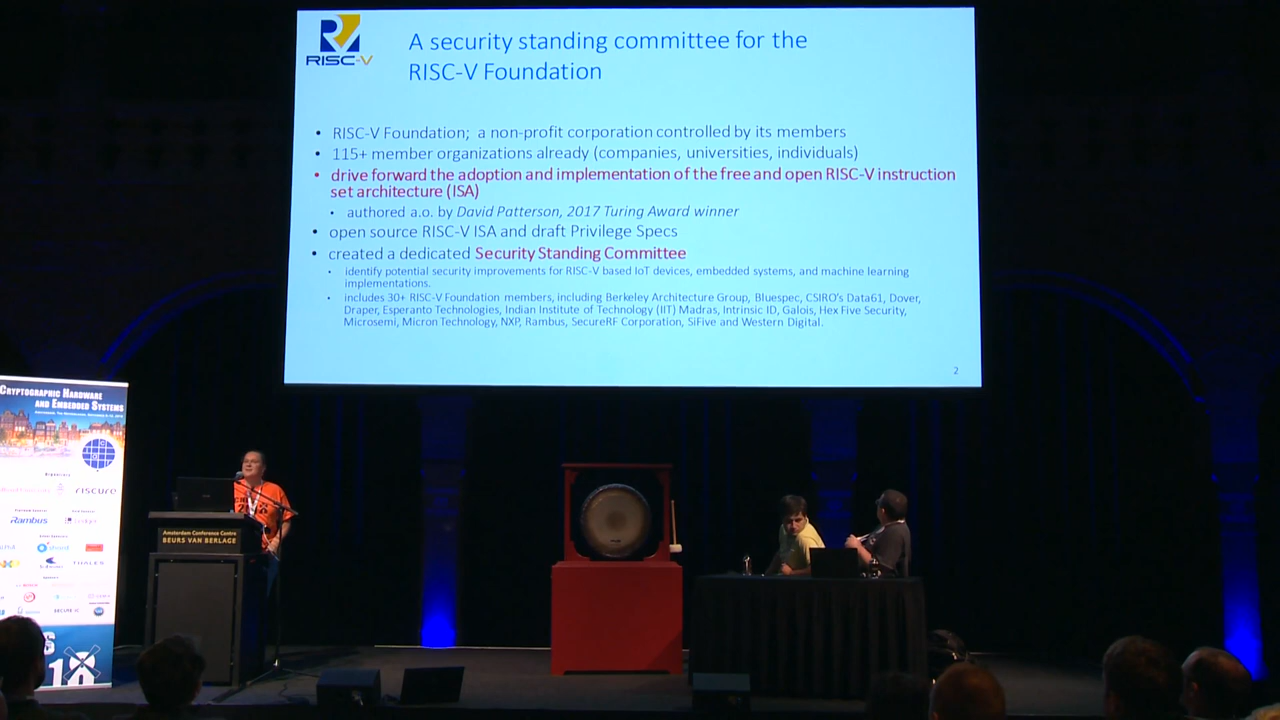 RISC-V
A security standing committee for the
RISC-V Foundation
• RISC-V Foundation; a non-profit corporation controlled by its members
• 115+ member organizations already (companies, universities, individuals)
• drive forward the adoption and implementation of the free and open RISC-V instruction
set architecture (ISA)
• authored a.o. by David Patterson, 2017 Turing Award winner
• open source RISC-V ISA and draft Privilege Specs
• created a dedicated Security Standing Committee
• identify potential security improvements for RISC-V based IoT devices, embedded systems, and machine learning
implementations.
• includes 30+ RISC-V Foundation members, including Berkeley Architecture Group, Bluespec, CSIRO's Data61, Dover,
Draper, Esperanto Technologies, Indian Institute of Technology (IIT) Madras, Intrinsic ID, Galois, Hex Five Security,
Microsemi, Micron Technology, NXP, Rambus, SecureRF Corporation, SiFive and Western Digital.
2
Cryptographic Hardware
and Embedded Systems
riscure
Rambus
THALES
SECURE-IC
Amsterdam Conference Centre
BEURS VAN BERLAGE